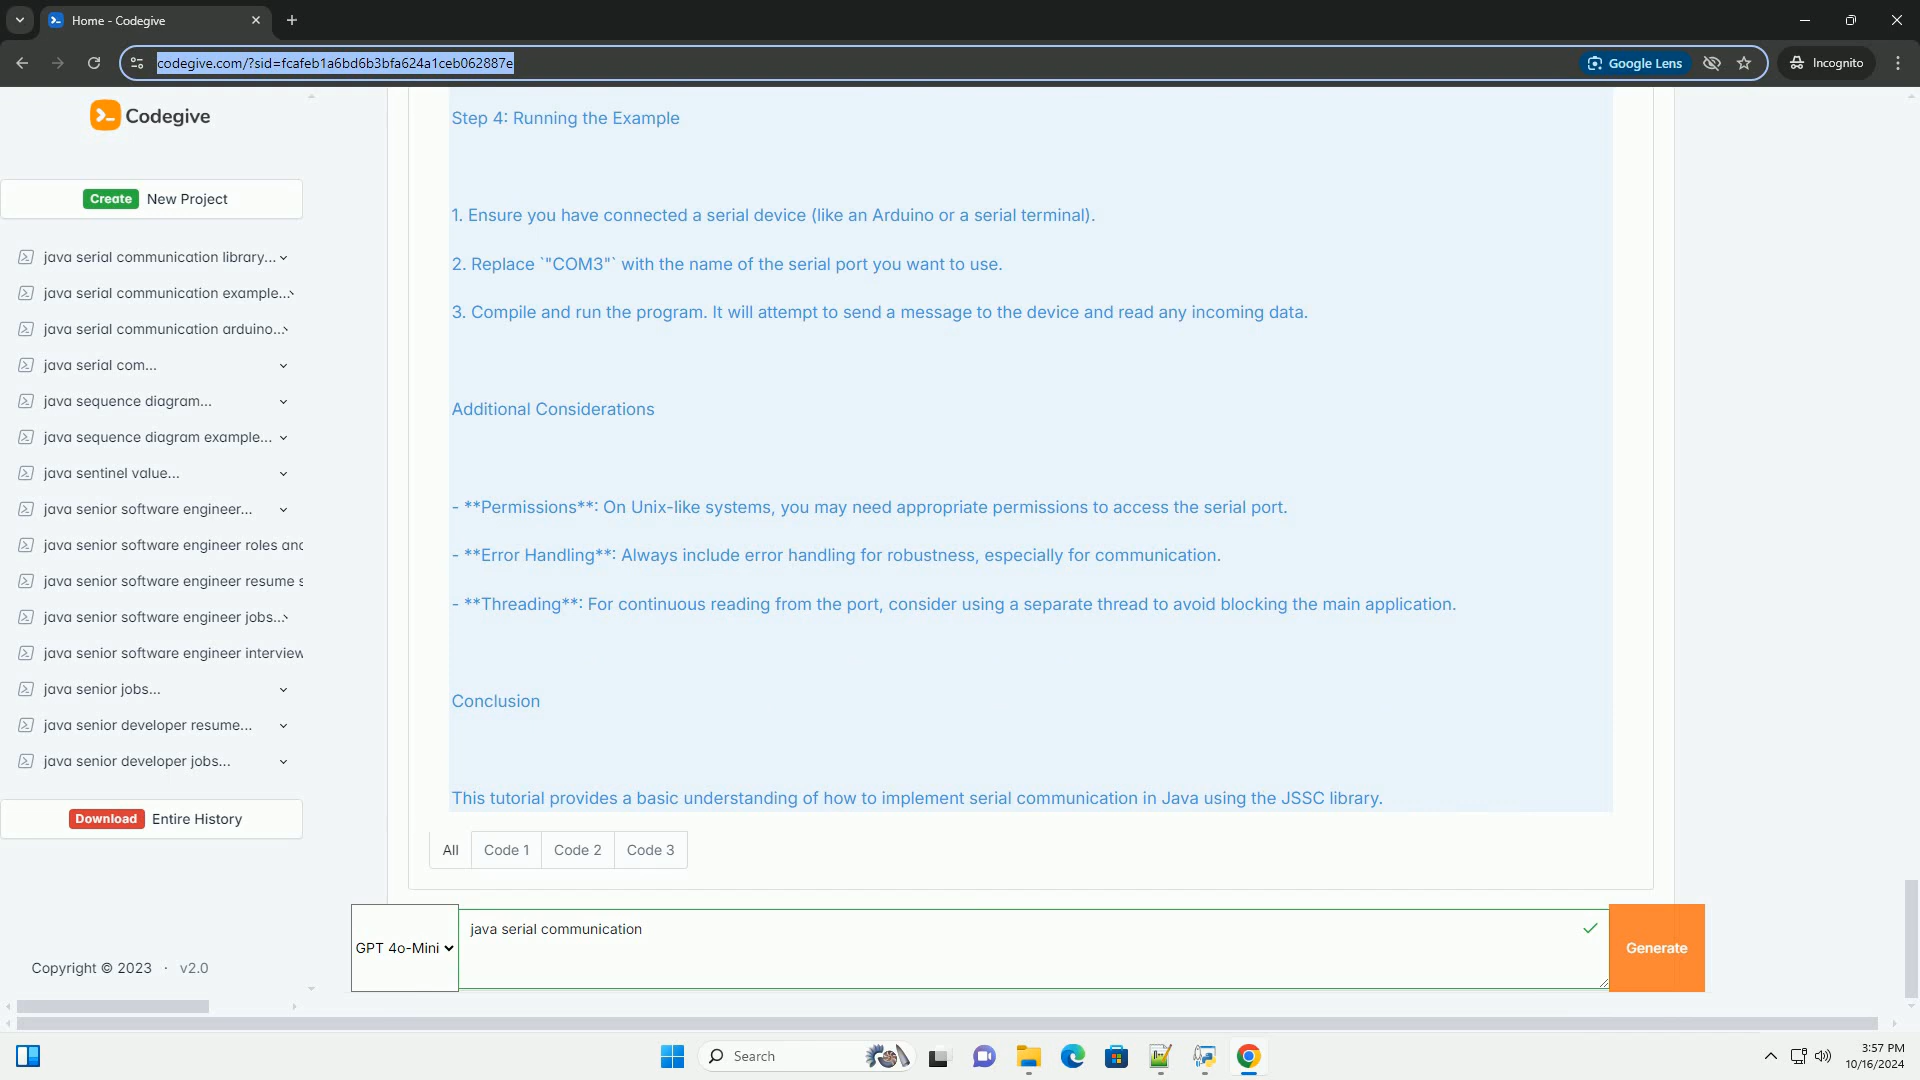 Home - Codegive
codegive.com/?sid=fcafeb1a6bd6b3bfa624a1ceb062887e
Google Lens
Incognito
Codegive
Create New Project
java serial communication library...
java serial communication example...
java serial communication arduino...
java serial com...
java sequence diagram...
java sequence diagram example...
java sentinel value...
java senior software engineer...
java senior software engineer roles and
java senior software engineer resume s
java senior software engineer jobs...
java senior software engineer interview
java senior jobs...
java senior developer resume...
java senior developer jobs...
Download Entire History
Copyright © 2023 · v2.0
Step 4: Running the Example
1. Ensure you have connected a serial device (like an Arduino or a serial terminal).
2. Replace `"COM3"` with the name of the serial port you want to use.
3. Compile and run the program. It will attempt to send a message to the device and read any incoming data.
Additional Considerations
- **Permissions**: On Unix-like systems, you may need appropriate permissions to access the serial port.
- **Error Handling**: Always include error handling for robustness, especially for communication.
- **Threading**: For continuous reading from the port, consider using a separate thread to avoid blocking the main application.
Conclusion
This tutorial provides a basic understanding of how to implement serial communication in Java using the JSSC library.
All Code 1 Code 2 Code 3
GPT 4o-Mini
java serial communication
Generate
Search
3:57 PM
10/16/2024